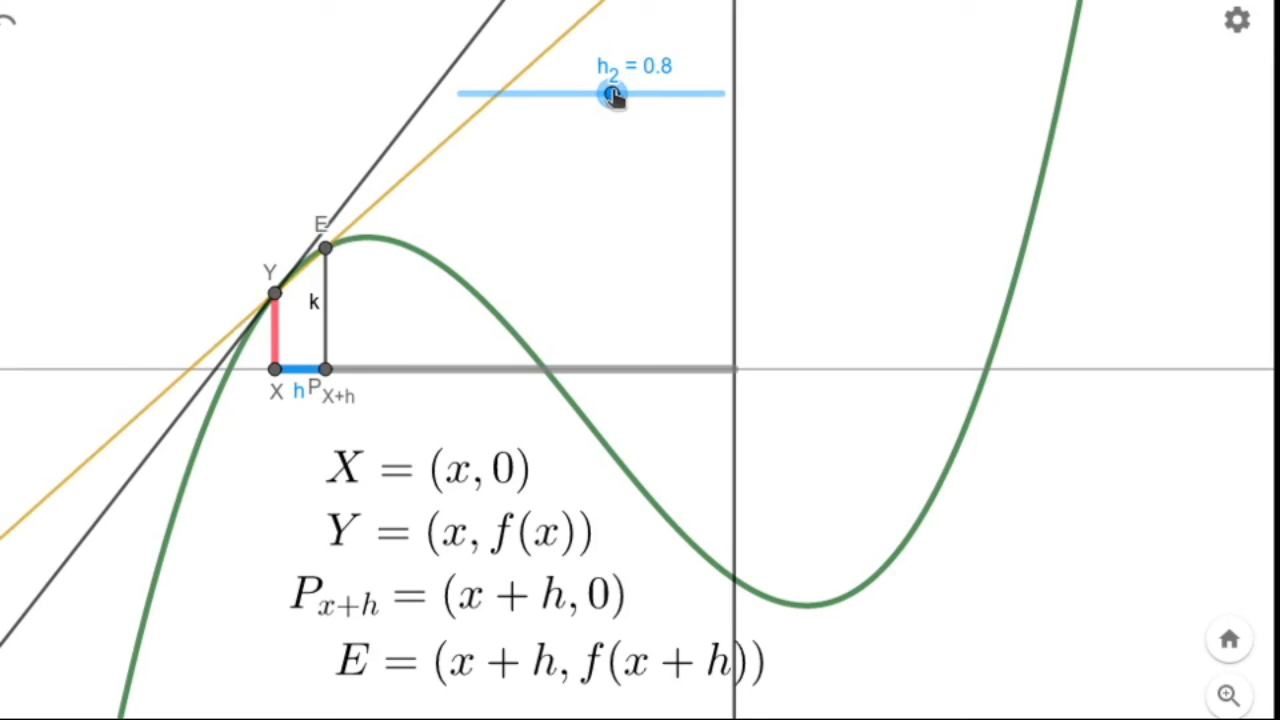 h₂ = 0.8
E
Y
k
X h P_{X+h}
X = (x, 0)
Y = (x, f(x))
P_{x+h} = (x + h, 0)
E = (x + h, f(x + h))